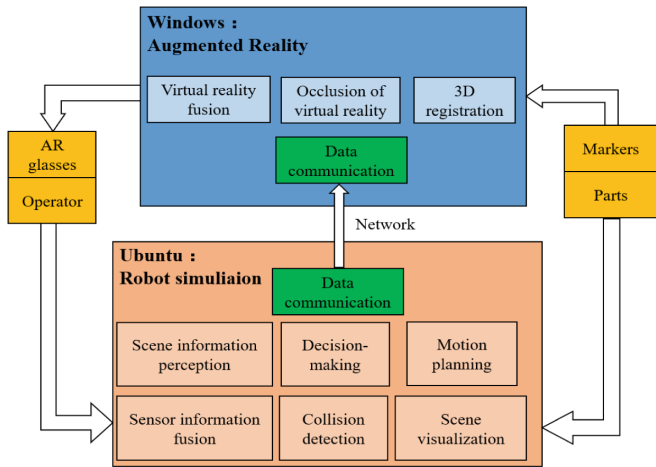 Windows：
Augmented Reality
Virtual reality
fusion
Occlusion of
virtual reality
3D
registration
Data
communication
AR
glasses
Operator
Markers
Parts
Network
Ubuntu：
Robot simuliaion
Data
communication
Scene information
perception
Decision-
making
Motion
planning
Sensor information
fusion
Collision
detection
Scene
visualization